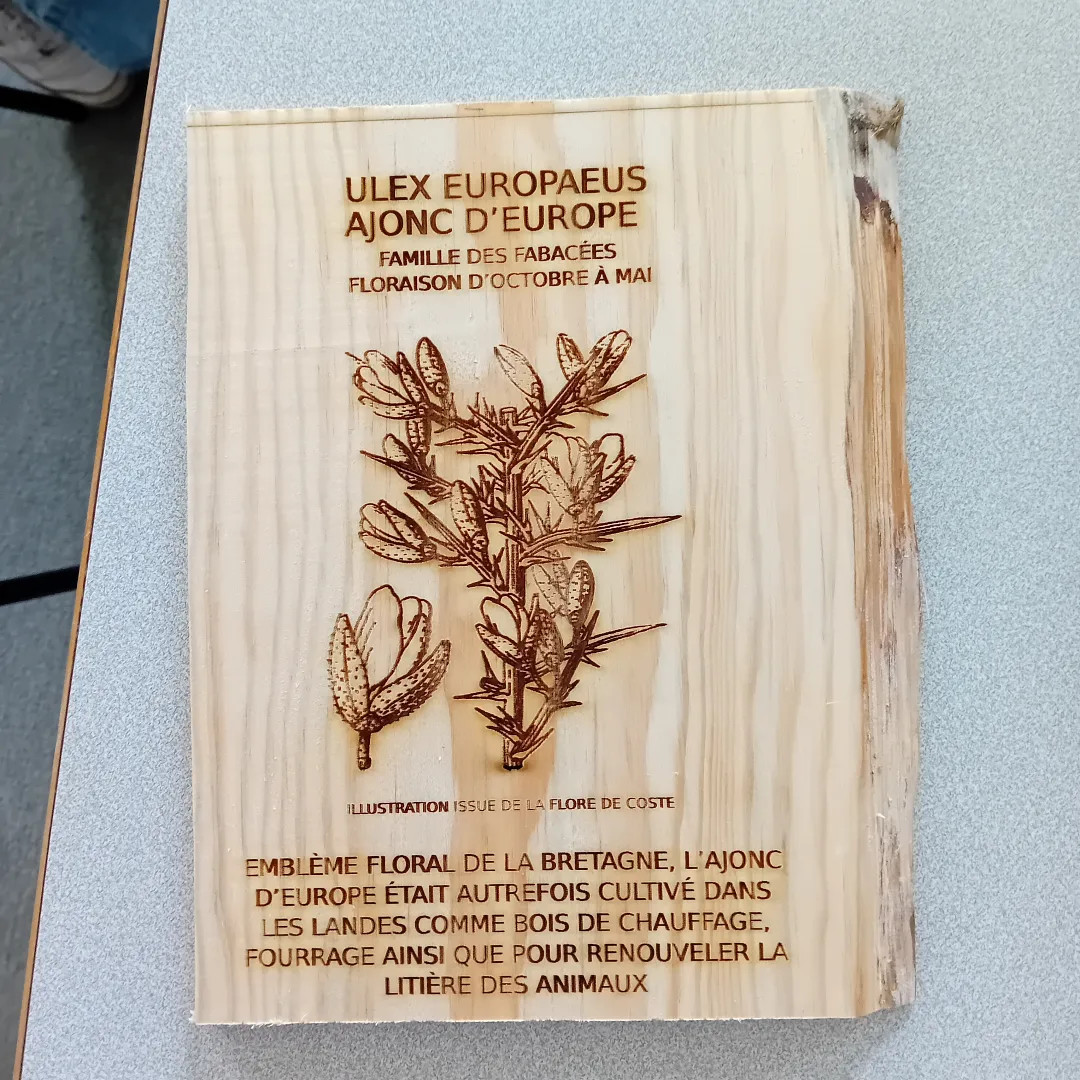 ULEX EUROPAEUS
AJONC D'EUROPE
FAMILLE DES FABACÉES
FLORAISON D'OCTOBRE À MAI
ILLUSTRATION ISSUE DE LA FLORE DE COSTE
EMBLÈME FLORAL DE LA BRETAGNE, L'AJONC
D'EUROPE ÉTAIT AUTREFOIS CULTIVÉ DANS
LES LANDES COMME BOIS DE CHAUFFAGE,
FOURRAGE AINSI QUE POUR RENOUVELER LA
LITIÈRE DES ANIMAUX